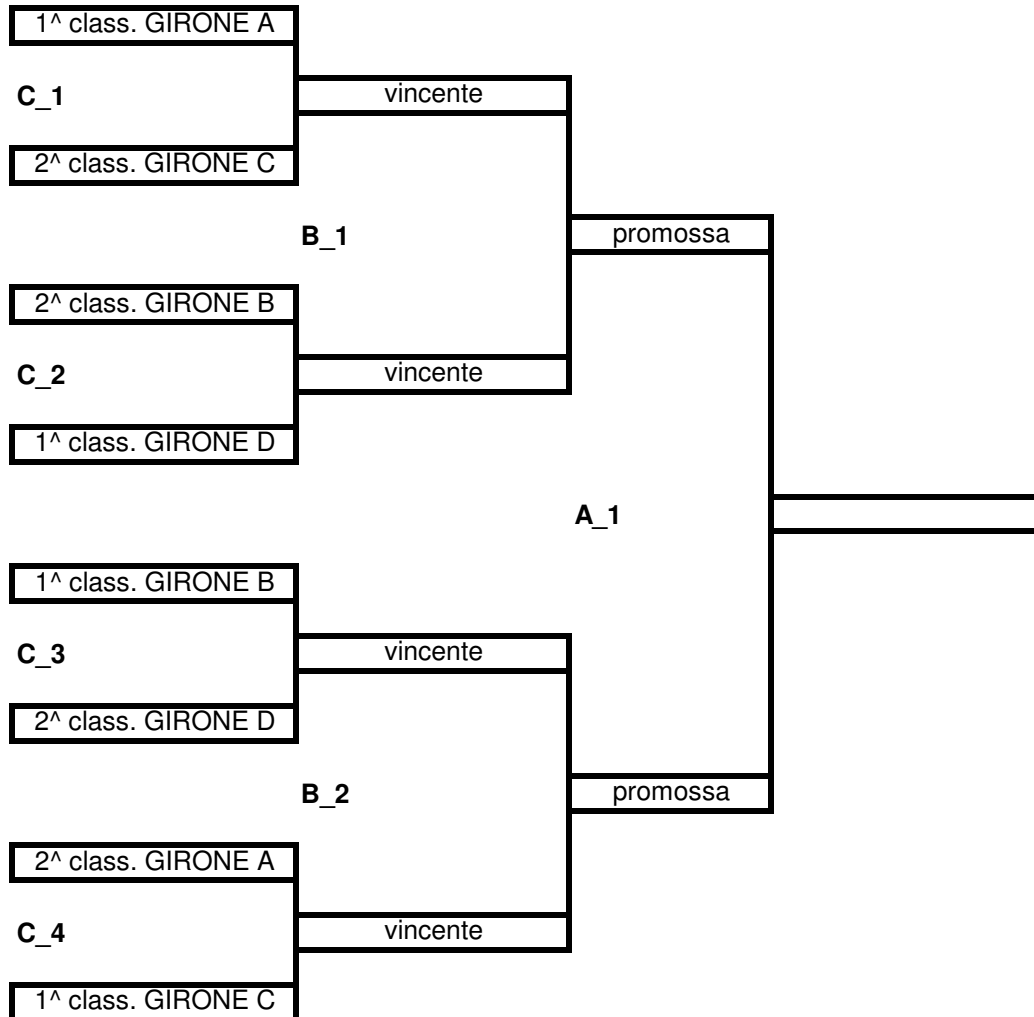 1^ class. GIRONE A
C_1
vincente
2^ class. GIRONE C
B_1
promossa
2^ class. GIRONE B
C_2
vincente
1^ class. GIRONE D
A_1
1^ class. GIRONE B
C_3
vincente
2^ class. GIRONE D
B_2
promossa
2^ class. GIRONE A
C_4
vincente
1^ class. GIRONE C